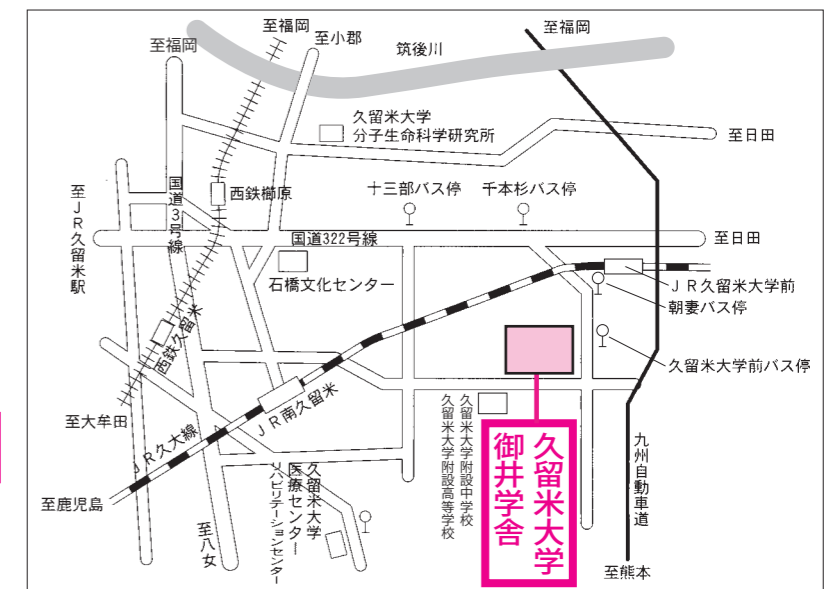 至福岡
至福岡
至小郡
筑後川
至福岡
久留米大学
分子生命科学研究所
至日田
至JR久留米駅
国道3号線
西鉄櫛原
十三部バス停
千本杉バス停
国道322号線
至日田
石橋文化センター
JR久留米大学前
朝妻バス停
西鉄久留米
久留米大学前バス停
至大牟田
JR久大線
JR南久留米
久留米大学附設中学校
久留米大学附設高等学校
久留米大学
御井学舎
九州自動車道
至鹿児島
至八女
久留米大学
医療センター
リハビリテーションセンター
至熊本